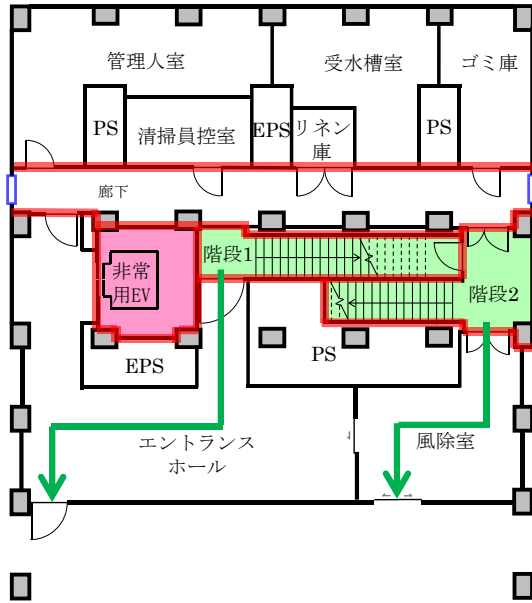 管理人室
受水槽室
ゴミ庫
PS
清掃員控室
EPS
リネン
庫
PS
廊下
階段1
非常
用EV
階段2
EPS
PS
エントランス
ホール
風除室